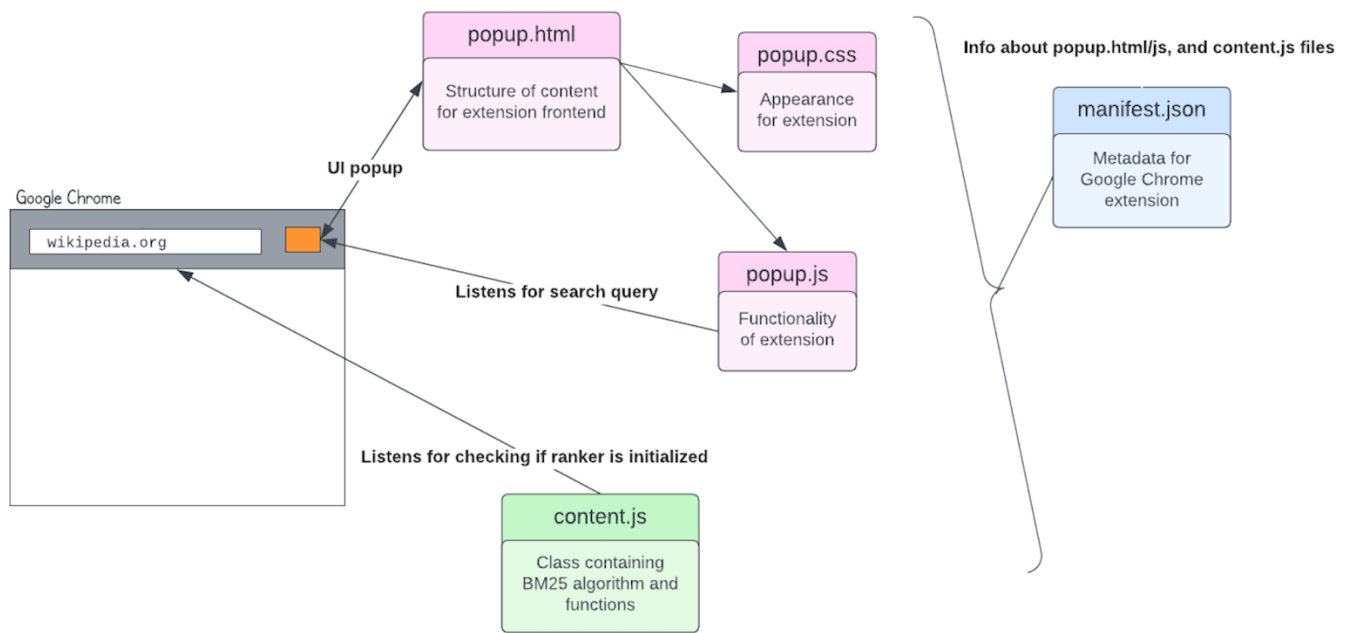 popup.html
Structure of content
for extension frontend
popup.css
Appearance
for extension
Info about popup.html/js, and content.js files
manifest.json
Metadata for
Google Chrome
extension
UI popup
Google Chrome
wikipedia.org
popup.js
Functionality
of extension
Listens for search query
Listens for checking if ranker is initialized
content.js
Class containing
BM25 algorithm and
functions